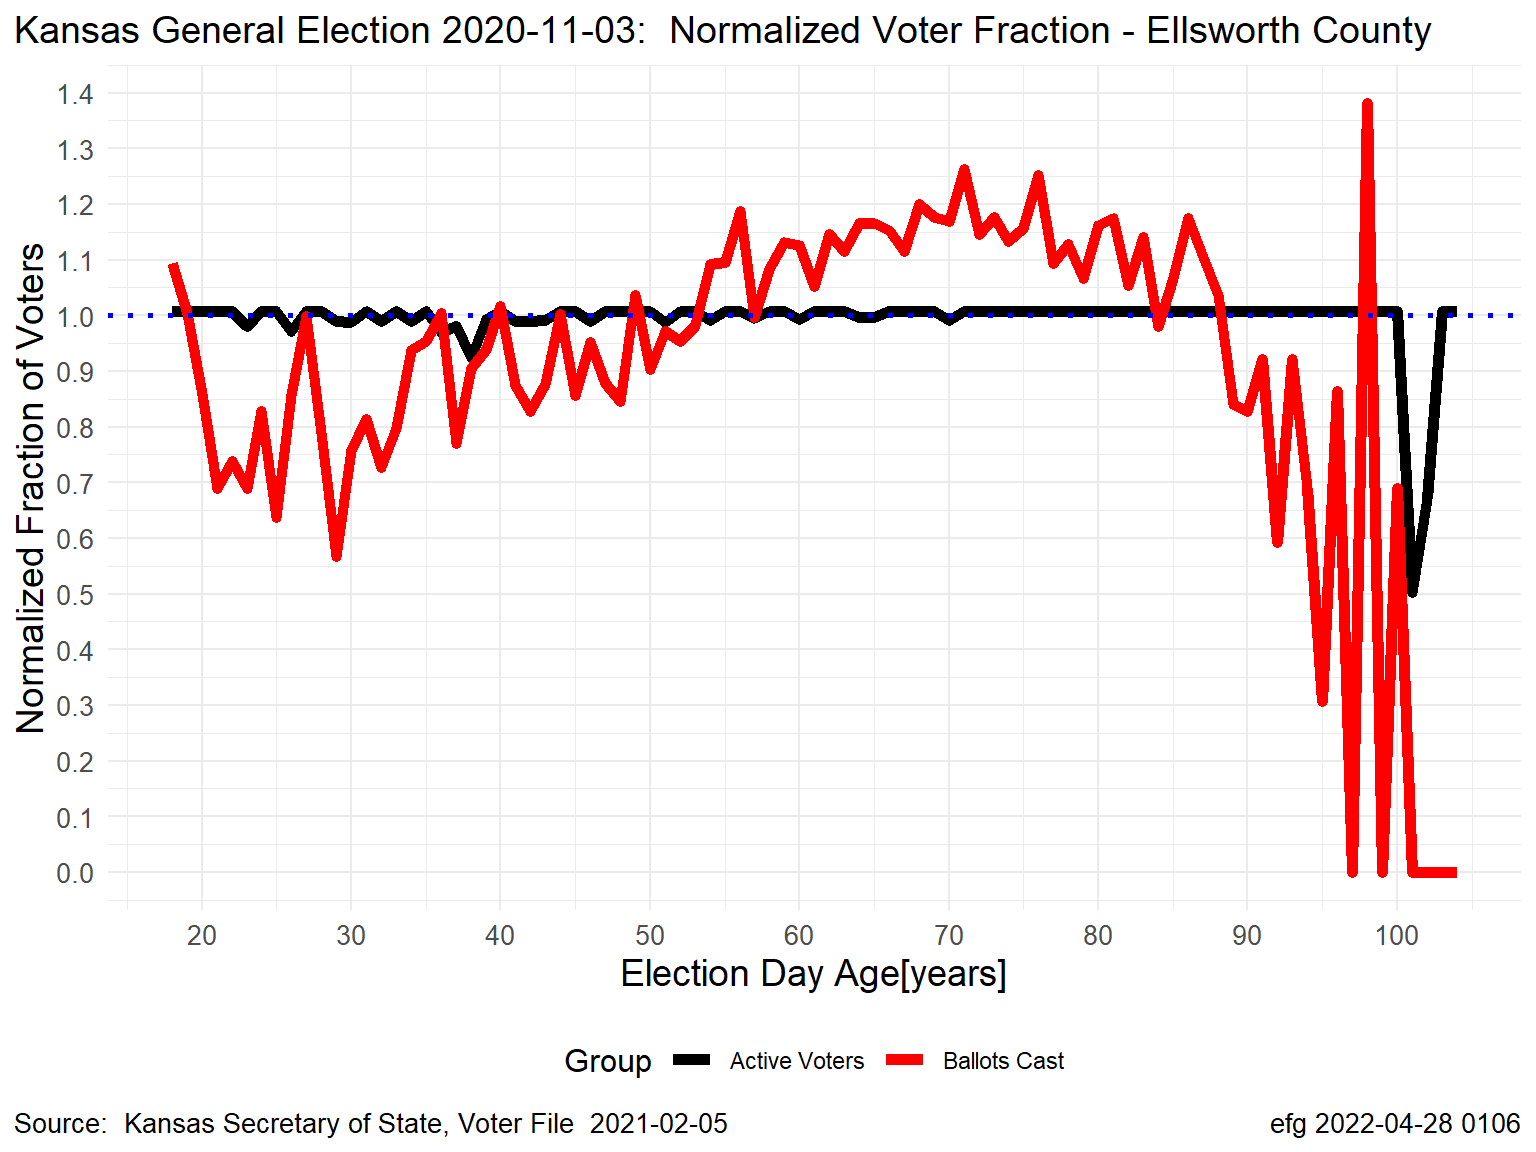 Kansas General Election 2020-11-03:  Normalized Voter Fraction - Ellsworth County
Normalized Fraction of Voters
1.4
1.3
1.2
1.1
1.0
0.9
0.8
0.7
0.6
0.5
0.4
0.3
0.2
0.1
0.0
20 30 40 50 60 70 80 90 100
Election Day Age[years]
Group Active Voters Ballots Cast
Source:  Kansas Secretary of State, Voter File  2021-02-05 efg 2022-04-28 0106